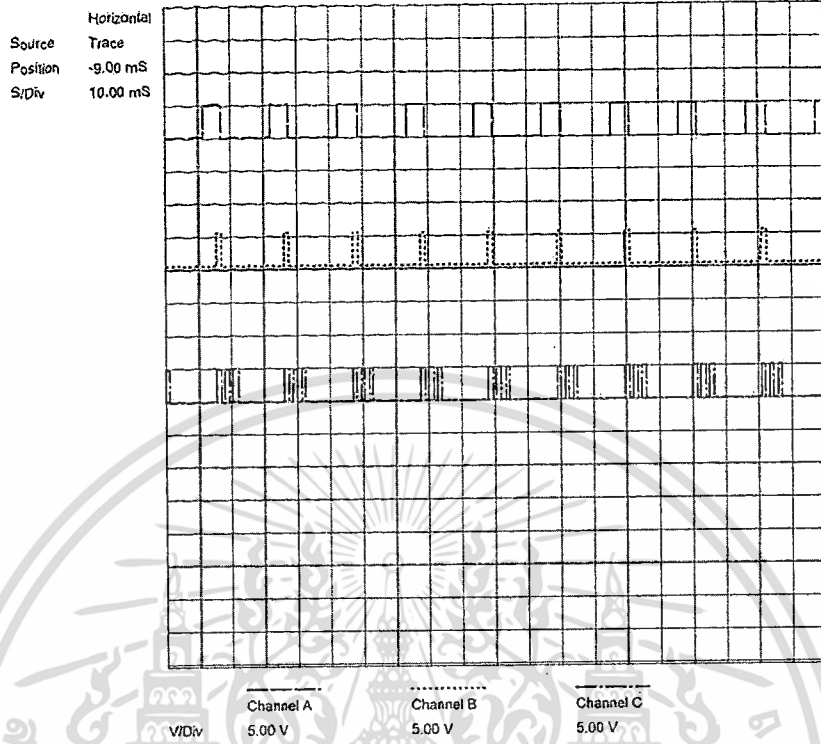 Horizontal
Source Trace
Position -9.00 mS
S/Div 10.00 mS
Channel A Channel B Channel C
V/Div 5.00 V 5.00 V 5.00 V